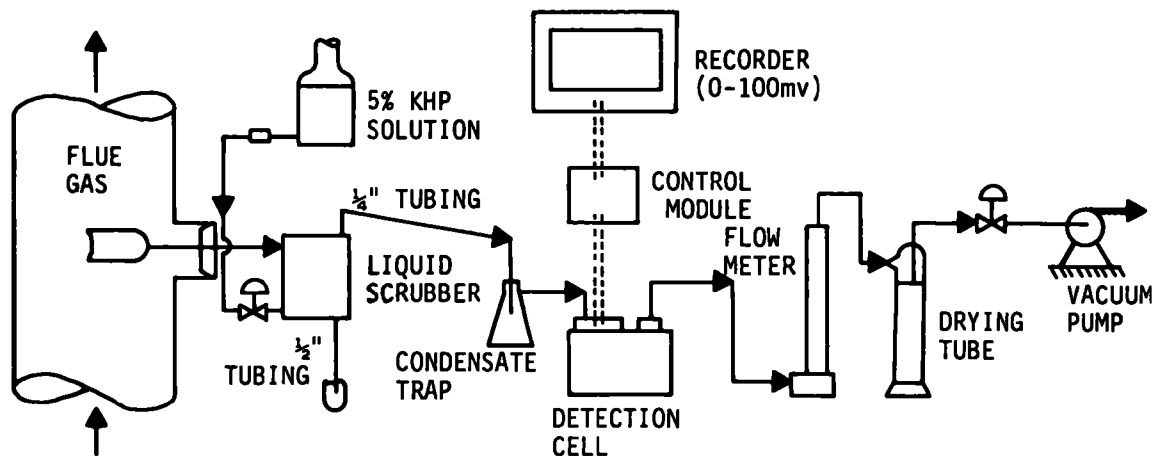 FLUE
GAS
5% KHP
SOLUTION
RECORDER
(0-100mv)
¼" TUBING
CONTROL
MODULE
LIQUID
SCRUBBER
FLOW
METER
½"
TUBING
CONDENSATE
TRAP
DETECTION
CELL
DRYING
TUBE
VACUUM
PUMP